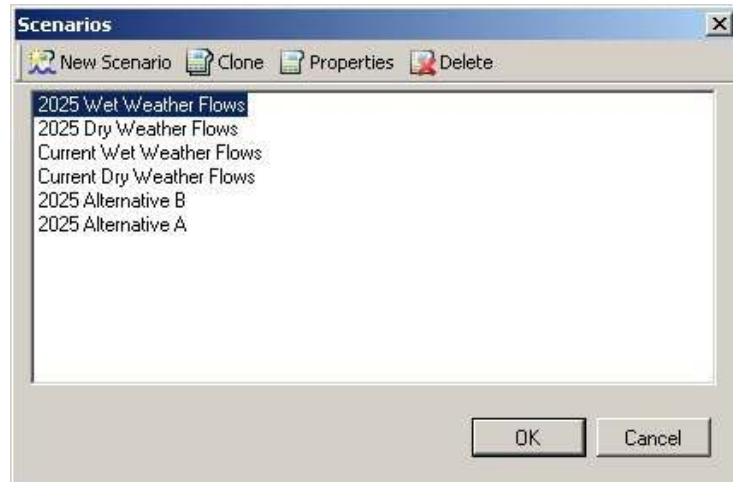 Scenarios
New Scenario Clone Properties Delete
2025 Wet Weather Flows
2025 Dry Weather Flows
Current Wet Weather Flows
Current Dry Weather Flows
2025 Alternative B
2025 Alternative A
OK Cancel